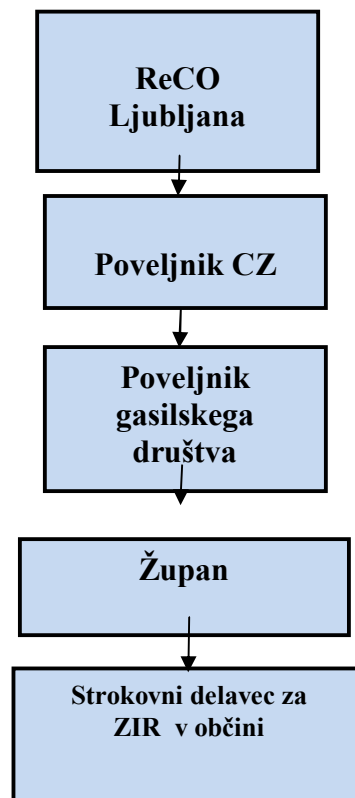 ReCO
Ljubljana
Poveljnik CZ
Poveljnik
gasilskega
društva
Župan
Strokovni delavec za
ZIR v občini